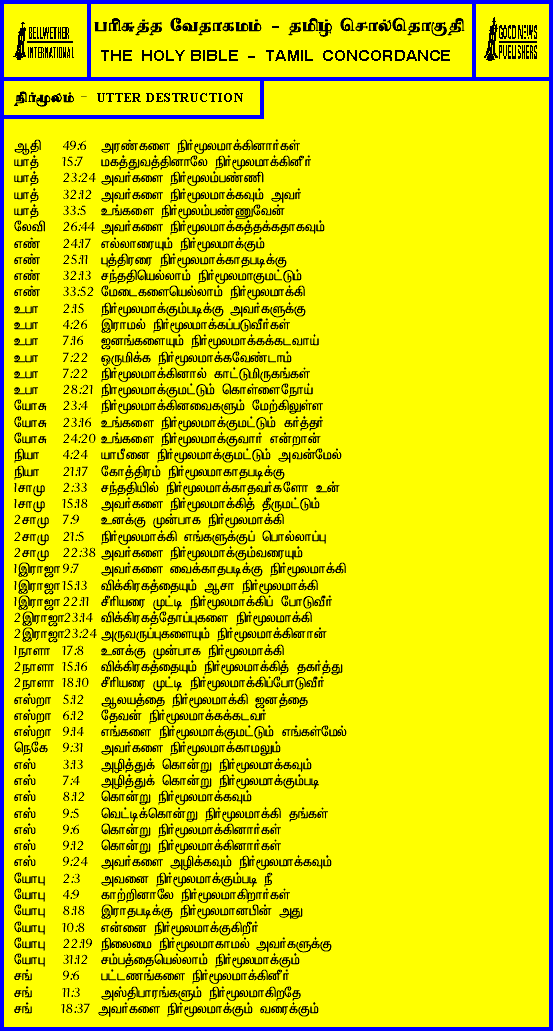 BELLWETHER
INTERNATIONAL
பரிசுத்த வேதாகமம் - தமிழ் சொல்தொகுதி
THE HOLY BIBLE - TAMIL CONCORDANCE
GOOD NEWS
PUBLISHERS
நிர்மூலம் - UTTER DESTRUCTION
ஆதி 49:6 அரண்களை நிர்மூலமாக்கினார்கள்
யாத் 15:7 மகத்துவத்தினாலே நிர்மூலமாக்கினீர்
யாத் 23:24 அவர்களை நிர்மூலம்பண்ணி
யாத் 32:12 அவர்களை நிர்மூலமாக்கவும் அவர்
யாத் 33:5 உங்களை நிர்மூலம்பண்ணுவேன்
லேவி 26:44 அவர்களை நிர்மூலமாக்கத்தக்கதாகவும்
எண் 24:17 எல்லாரையும் நிர்மூலமாக்கும்
எண் 25:11 புத்திரரை நிர்மூலமாக்காதபடிக்கு
எண் 32:13 சந்ததியெல்லாம் நிர்மூலமாகுமட்டும்
எண் 33:52 மேடைகளையெல்லாம் நிர்மூலமாக்கி
உபா 2:15 நிர்மூலமாக்கும்படிக்கு அவர்களுக்கு
உபா 4:26 இராமல் நிர்மூலமாக்கப்படுவீர்கள்
உபா 7:16 ஜனங்களையும் நிர்மூலமாக்கக்கடவாய்
உபா 7:22 ஒருமிக்க நிர்மூலமாக்கவேண்டாம்
உபா 7:22 நிர்மூலமாக்கினால் காட்டுமிருகங்கள்
உபா 28:21 நிாமூலமாக்குமட்டும் கொள்ளைநோய்
யோசு 23:4 நிர்மூலமாக்கினவைகளும் மேற்கிலுள்ள
யோசு 23:16 உங்களை நிர்மூலமாக்குமட்டும் கர்த்தர்
யோசு 24:20 உங்களை நிர்மூலமாக்குவார் என்றான்
நியா 4:24 யாபீனை நிர்மூலமாக்குமட்டும் அவன்மேல்
நியா 21:17 கோத்திரம் நிர்மூலமாகாதபடிக்கு
1சாமு 2:33 சந்ததியில் நிர்மூலமாக்காதவர்களோ உன்
1சாமு 15:18 அவர்களை நிர்மூலமாக்கித் தீருமட்டும்
2சாமு 7:9 உனக்கு முன்பாக நிர்மூலமாக்கி
2சாமு 21:5 நிர்மூலமாக்கி எங்களுக்குப் பொல்லாப்பு
2சாமு 22:38 அவர்களை நிர்மூலமாக்கும்வரையும்
1இராஜா 9:7 அவர்களை வைக்காதபடிக்கு நிர்மூலமாக்கி
1இராஜா 15:13 விக்கிரகத்தையும் ஆசா நிர்மூலமாக்கி
1இராஜா 22:11 சீரியரை முட்டி நிர்மூலமாக்கிப் போடுவீர்
2இராஜா 23:14 விக்கிரகத்தோப்புகளை நிர்மூலமாக்கி
2இராஜா 23:24 அருவருப்புகளையும் நிர்மூலமாக்கினான்
1நாளா 17:8 உனக்கு முன்பாக நிர்மூலமாக்கி
2நாளா 15:16 விக்கிரகத்தையும் நிர்மூலமாக்கித் தகர்த்து
2நாளா 18:10 சீரியரை முட்டி நிர்மூலமாக்கிப்போடுவீர்
எஸ்றா 5:12 ஆலயத்தை நிர்மூலமாக்கி ஜனத்தை
எஸ்றா 6:12 தேவன் நிர்மூலமாக்கக்கடவர்
எஸ்றா 9:14 எங்களை நிர்மூலமாக்குமட்டும் எங்கள்மேல்
நெகே 9:31 அவர்களை நிர்மூலமாக்காமலும்
எஸ் 3:13 அழித்துக் கொன்று நிர்மூலமாக்கவும்
எஸ் 7:4 அழித்துக் கொன்று நிர்மூலமாக்கும்படி
எஸ் 8:12 கொன்று நிர்மூலமாக்கவும்
எஸ் 9:5 வெட்டிக்கொன்று நிர்மூலமாக்கி தங்கள்
எஸ் 9:6 கொன்று நிர்மூலமாக்கினார்கள்
எஸ் 9:12 கொன்று நிர்மூலமாக்கினார்கள்
எஸ் 9:24 அவர்களை அழிக்கவும் நிர்மூலமாக்கவும்
யோபு 2:3 அவனை நிர்மூலமாக்கும்படி நீ
யோபு 4:9 காற்றினாலே நிர்மூலமாகிறார்கள்
யோபு 8:18 இராதபடிக்கு நிர்மூலமானபின் அது
யோபு 10:8 என்னை நிர்மூலமாக்குகிறீர்
யோபு 22:19 நிலைமை நிர்மூலமாகாமல் அவர்களுக்கு
யோபு 31:12 சம்பத்தையெல்லாம் நிர்மூலமாக்கும்
சங் 9:6 பட்டணங்களை நிர்மூலமாக்கினீர்
சங் 11:3 அஸ்திபாரங்களும் நிர்மூலமாகிறதே
சங் 18:37 அவர்களை நிர்மூலமாக்கும் வரைக்கும்